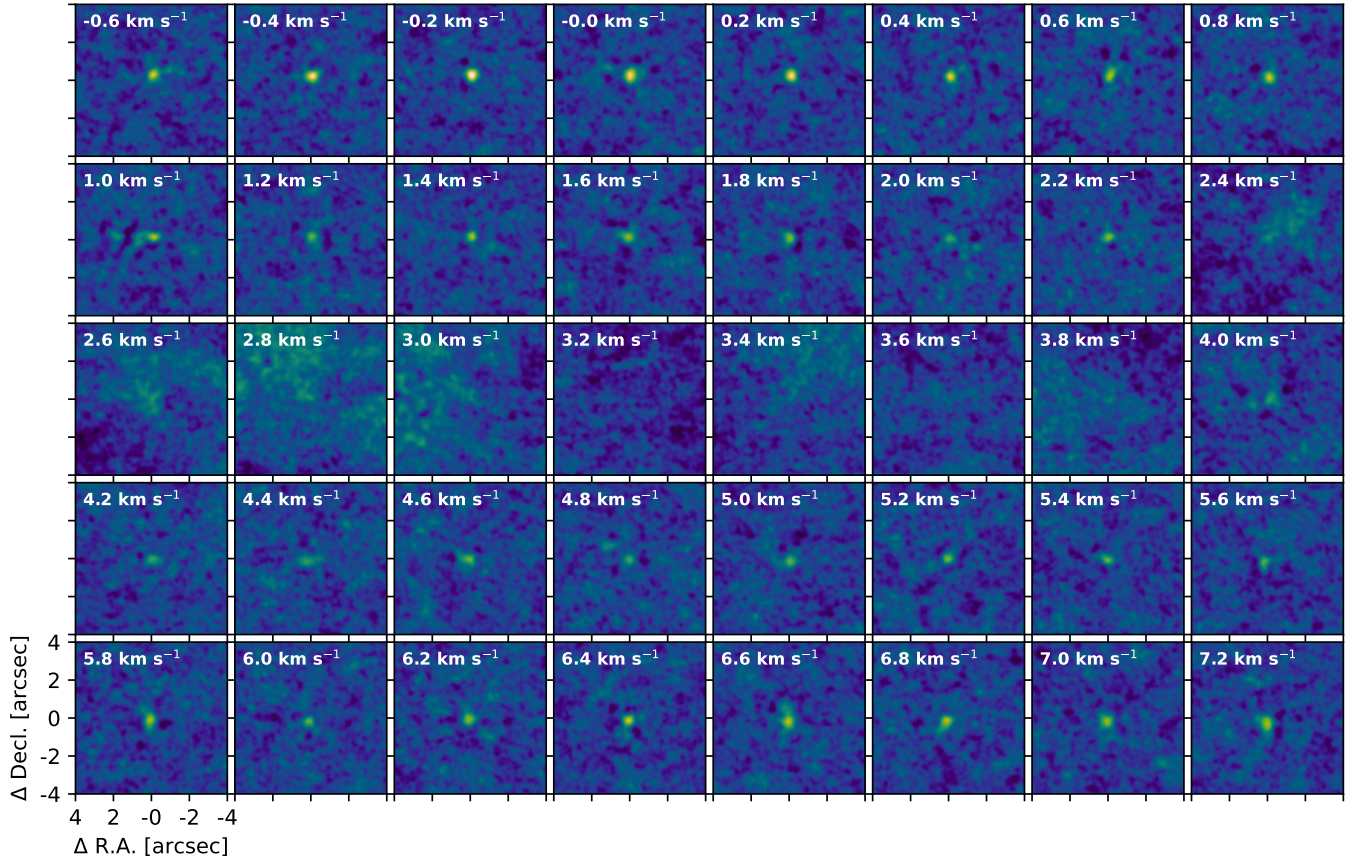 -0.6 km s⁻¹ -0.4 km s⁻¹ -0.2 km s⁻¹ -0.0 km s⁻¹ 0.2 km s⁻¹ 0.4 km s⁻¹ 0.6 km s⁻¹ 0.8 km s⁻¹
1.0 km s⁻¹ 1.2 km s⁻¹ 1.4 km s⁻¹ 1.6 km s⁻¹ 1.8 km s⁻¹ 2.0 km s⁻¹ 2.2 km s⁻¹ 2.4 km s⁻¹
2.6 km s⁻¹ 2.8 km s⁻¹ 3.0 km s⁻¹ 3.2 km s⁻¹ 3.4 km s⁻¹ 3.6 km s⁻¹ 3.8 km s⁻¹ 4.0 km s⁻¹
4.2 km s⁻¹ 4.4 km s⁻¹ 4.6 km s⁻¹ 4.8 km s⁻¹ 5.0 km s⁻¹ 5.2 km s⁻¹ 5.4 km s⁻¹ 5.6 km s⁻¹
5.8 km s⁻¹ 6.0 km s⁻¹ 6.2 km s⁻¹ 6.4 km s⁻¹ 6.6 km s⁻¹ 6.8 km s⁻¹ 7.0 km s⁻¹ 7.2 km s⁻¹
Δ Decl. [arcsec]
4
2
0
-2
-4
4 2 -0 -2 -4
Δ R.A. [arcsec]